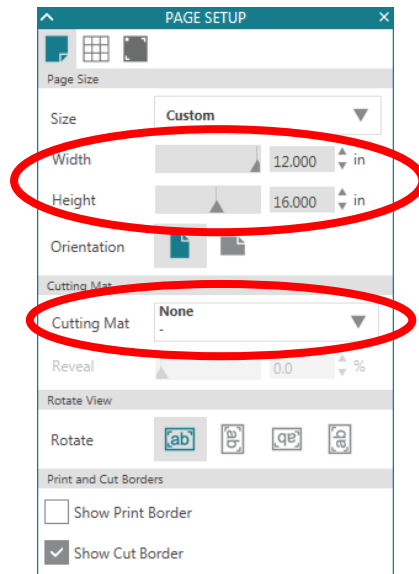 PAGE SETUP
Page Size
Size Custom
Width 12.000 in
Height 16.000 in
Orientation
Cutting Mat
Cutting Mat None
-
Reveal 0.0 %
Rotate View
Rotate ab ab ab ab
Print and Cut Borders
Show Print Border
Show Cut Border